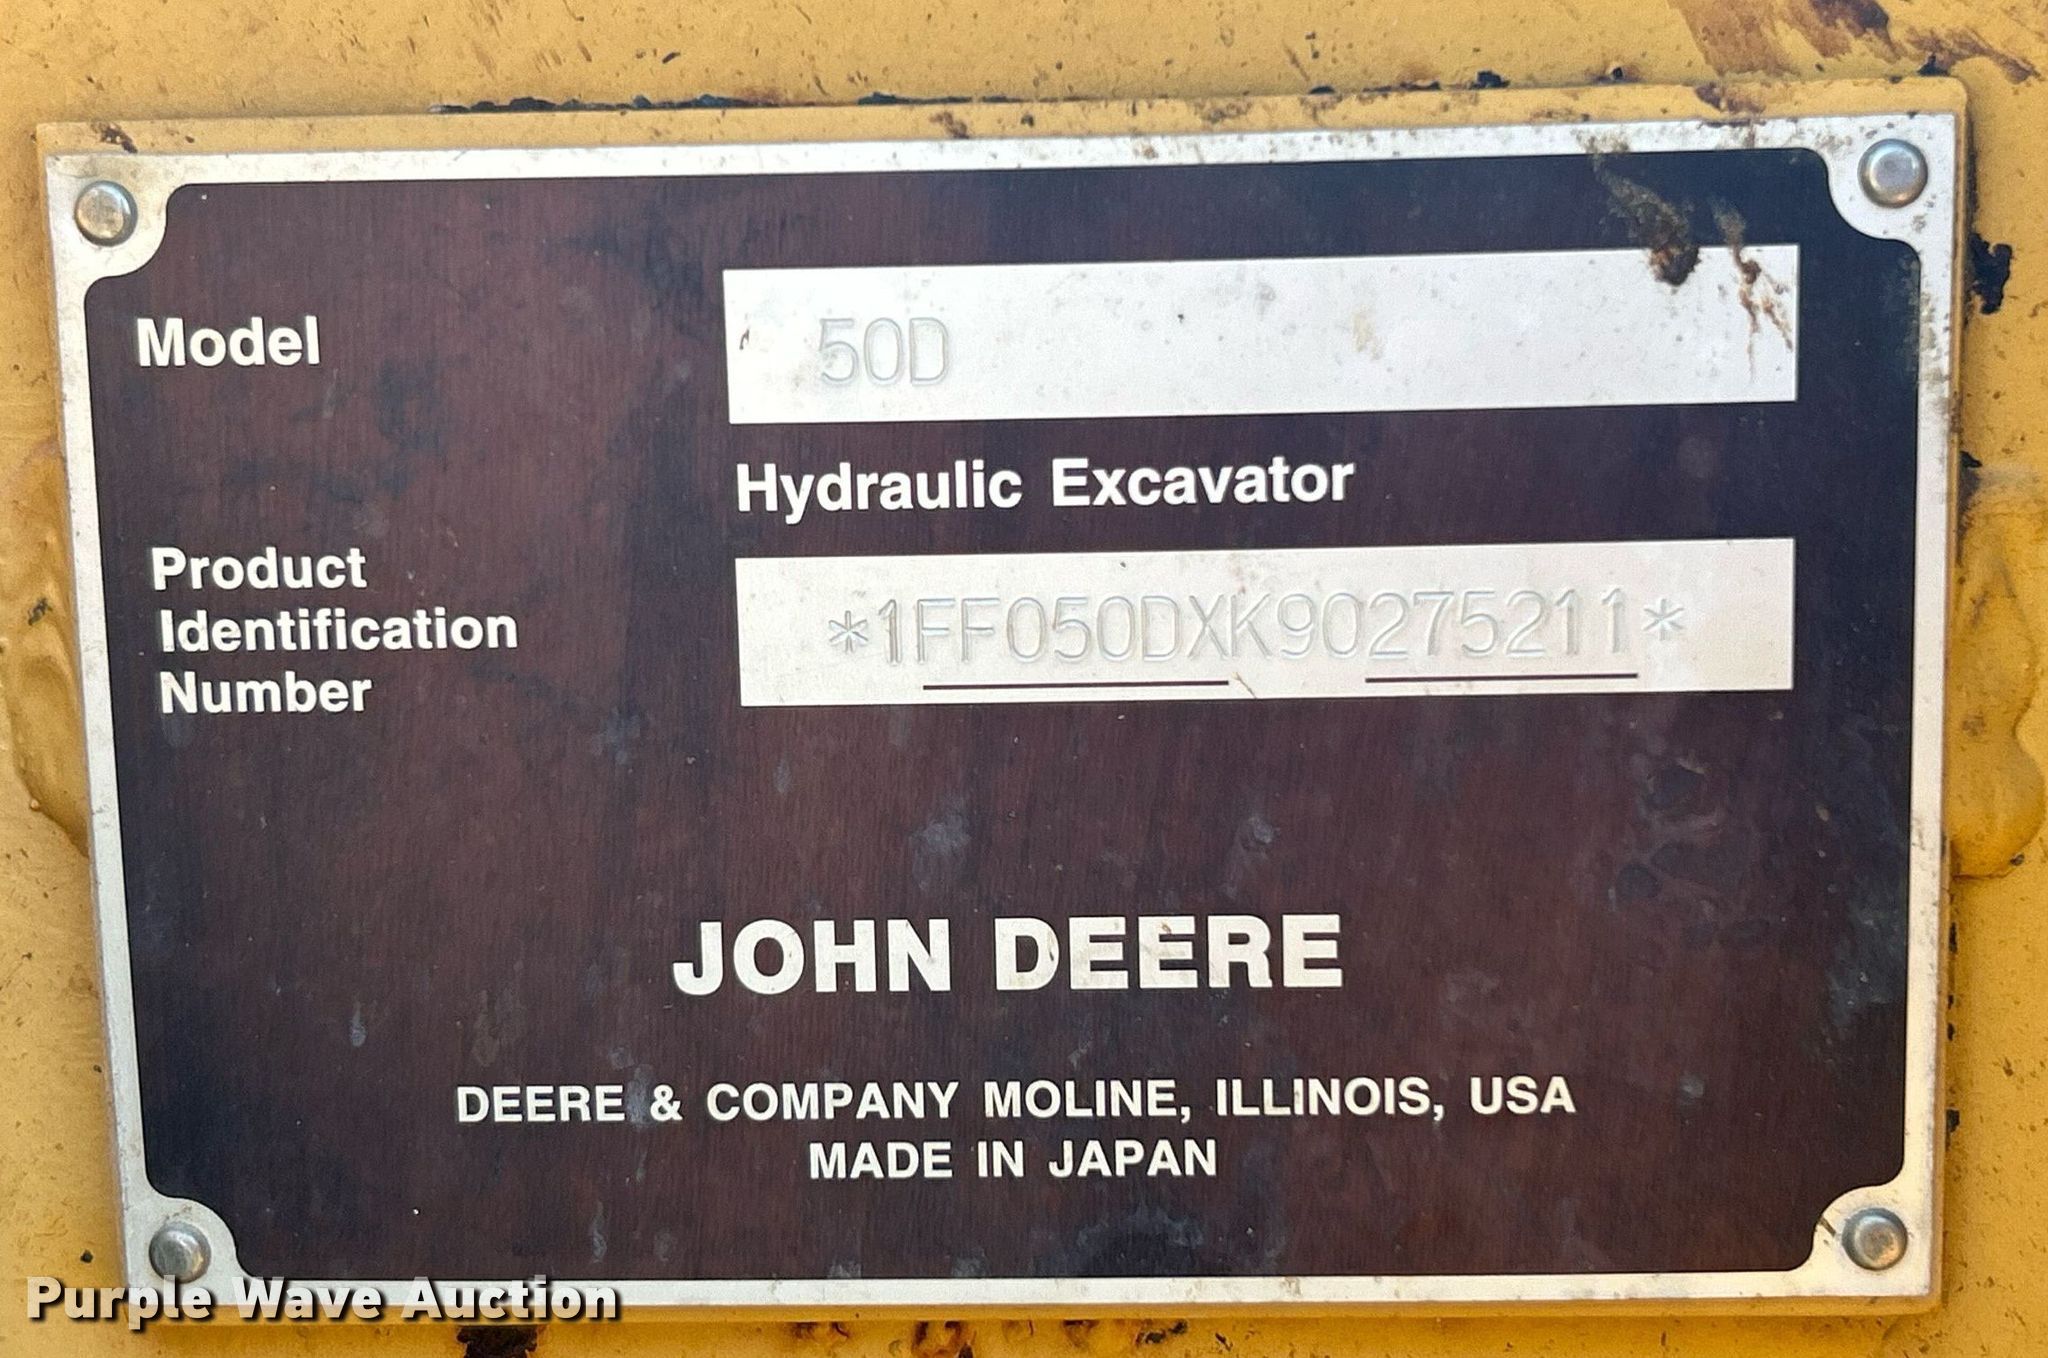 Model 50D
Hydraulic Excavator
Product
Identification
Number
*1FF050DXK90275211*
JOHN DEERE
DEERE & COMPANY MOLINE, ILLINOIS, USA
MADE IN JAPAN
Purple Wave Auction